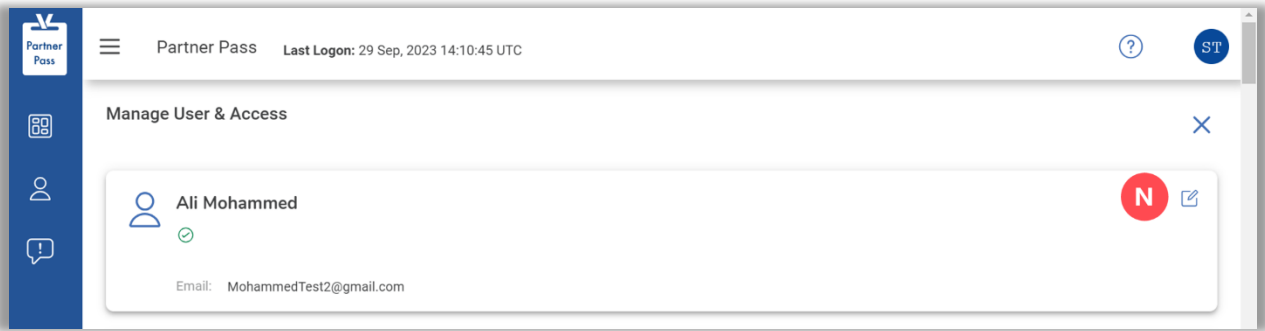 Partner
Pass
Partner Pass Last Logon: 29 Sep, 2023 14:10:45 UTC
? ST
Manage User & Access
Ali Mohammed
N
Email: MohammedTest2@gmail.com